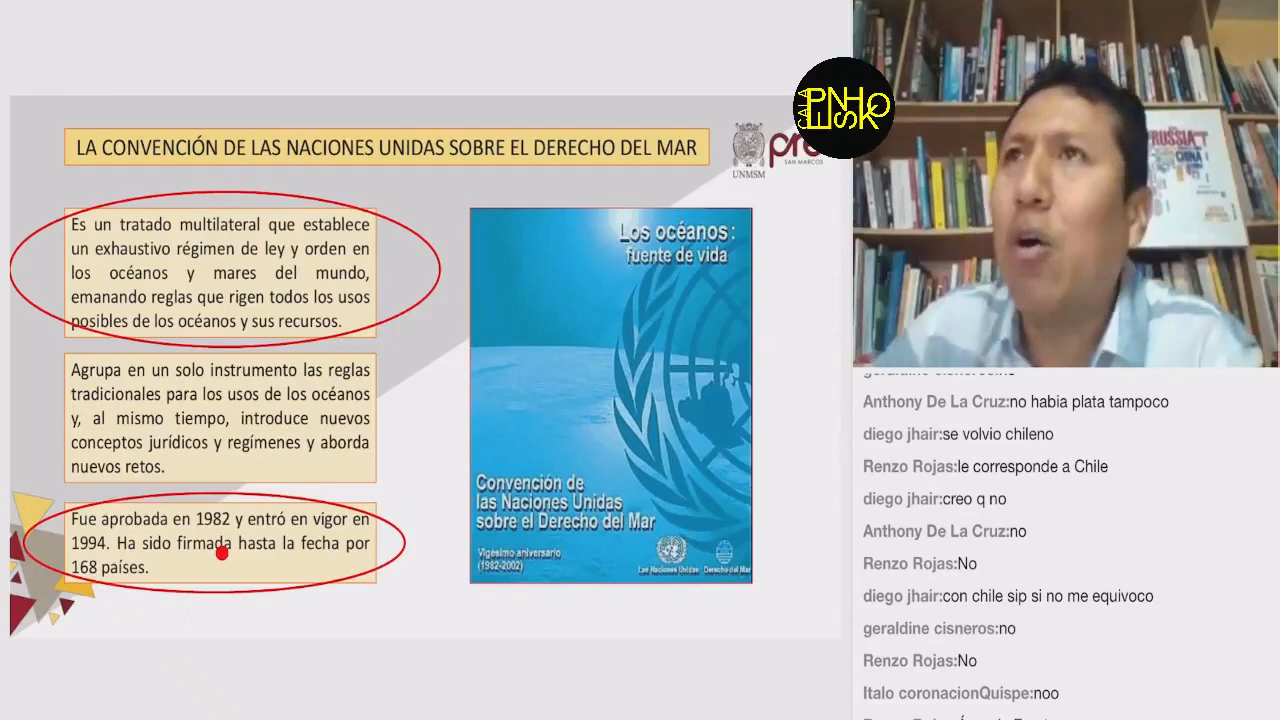 LA CONVENCIÓN DE LAS NACIONES UNIDAS SOBRE EL DERECHO DEL MAR
UNMSM
pre
SAN MARCOS
Es un tratado multilateral que establece
un exhaustivo régimen de ley y orden en
los océanos y mares del mundo,
emanando reglas que rigen todos los usos
posibles de los océanos y sus recursos.
Agrupa en un solo instrumento las reglas
tradicionales para los usos de los océanos
y, al mismo tiempo, introduce nuevos
conceptos jurídicos y regímenes y aborda
nuevos retos.
Fue aprobada en 1982 y entró en vigor en
1994. Ha sido firmada hasta la fecha por
168 países.
Los océanos:
fuente de vida
Convención de
las Naciones Unidas
sobre el Derecho del Mar
Vigésimo aniversario
(1982-2002)
Las Naciones Unidas
Derecho del Mar
RUSSIA
CHINA
geraldine cisneros:no
Anthony De La Cruz:no habia plata tampoco
diego jhair:se volvio chileno
Renzo Rojas:le corresponde a Chile
diego jhair:creo q no
Anthony De La Cruz:no
Renzo Rojas:No
diego jhair:con chile sip si no me equivoco
geraldine cisneros:no
Renzo Rojas:No
Italo coronacionQuispe:noo